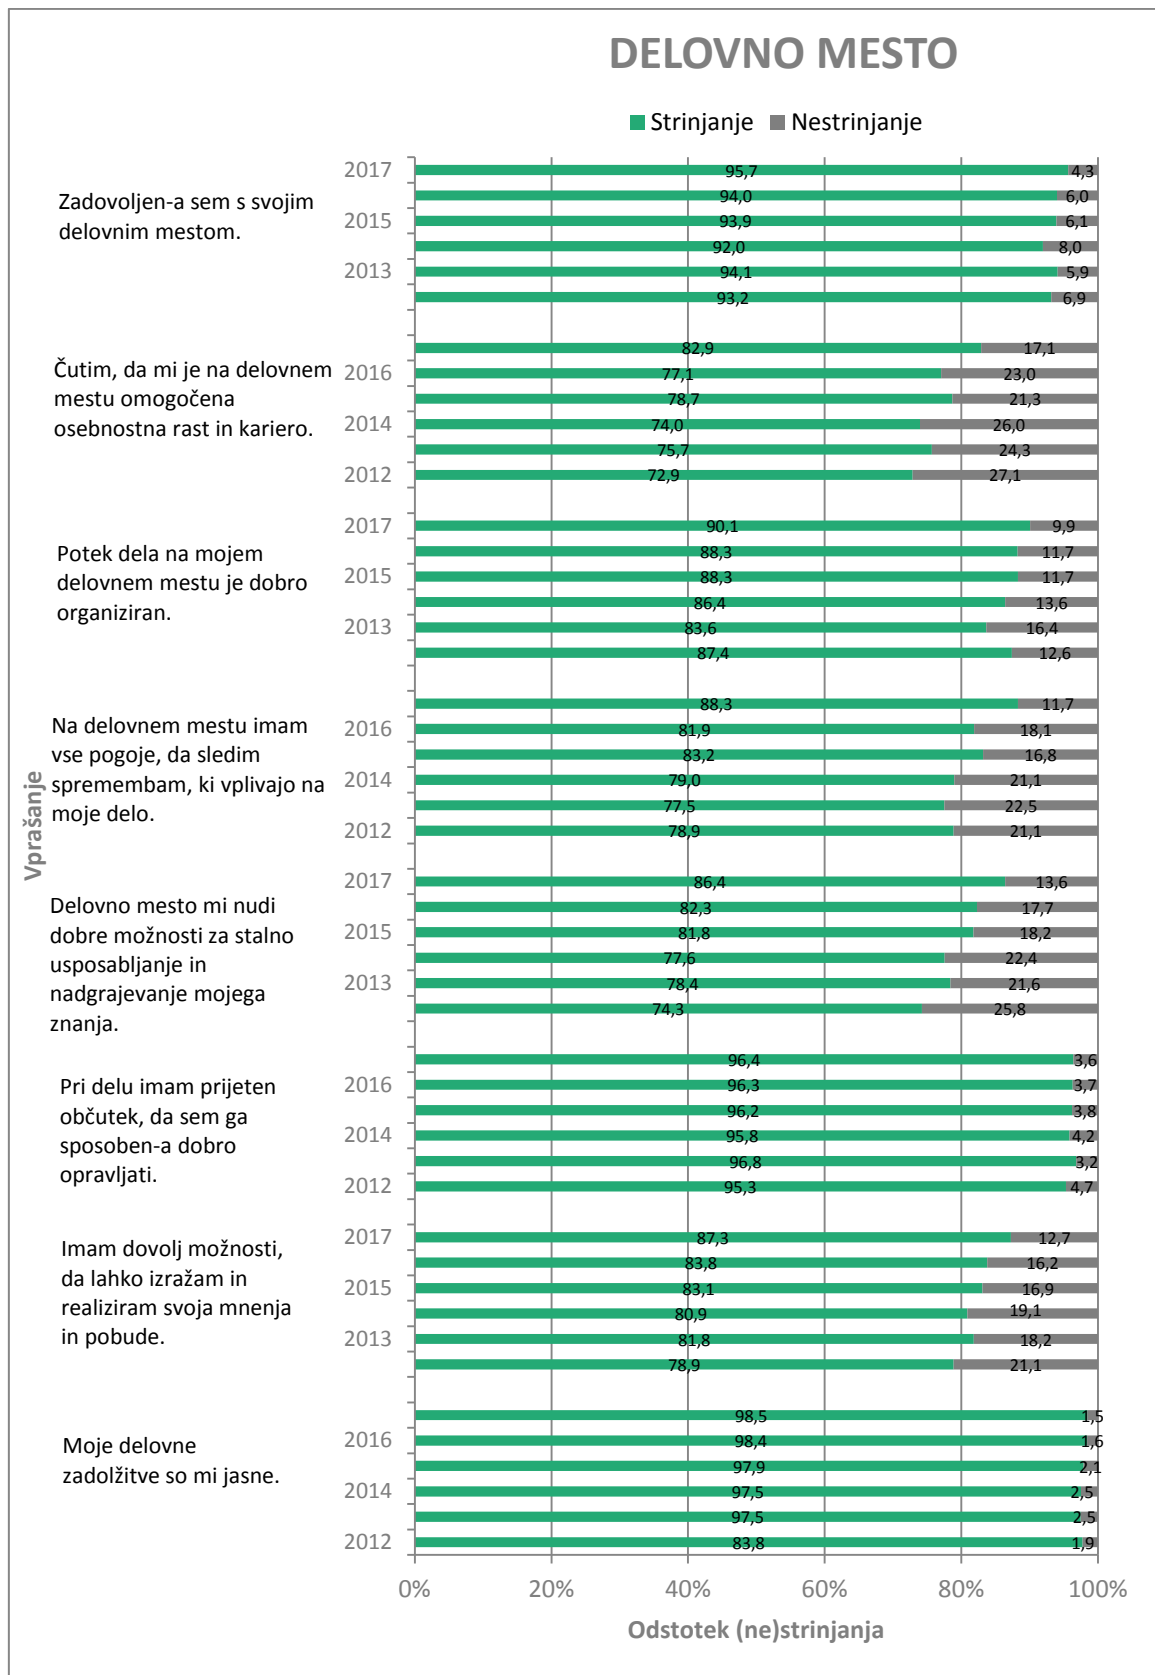 DELOVNO MESTO
Strinjanje Nestrinjanje
Vprašanje
Zadovoljen-a sem s svojim
delovnim mestom.
2017 95,7 4,3
94,0 6,0
2015 93,9 6,1
92,0 8,0
2013 94,1 5,9
93,2 6,9
Čutim, da mi je na delovnem
mestu omogočena
osebnostna rast in kariero.
82,9 17,1
2016 77,1 23,0
78,7 21,3
2014 74,0 26,0
75,7 24,3
2012 72,9 27,1
Potek dela na mojem
delovnem mestu je dobro
organiziran.
2017 90,1 9,9
88,3 11,7
2015 88,3 11,7
86,4 13,6
2013 83,6 16,4
87,4 12,6
Na delovnem mestu imam
vse pogoje, da sledim
spremembam, ki vplivajo na
moje delo.
88,3 11,7
2016 81,9 18,1
83,2 16,8
2014 79,0 21,1
77,5 22,5
2012 78,9 21,1
Delovno mesto mi nudi
dobre možnosti za stalno
usposabljanje in
nadgrajevanje mojega
znanja.
2017 86,4 13,6
82,3 17,7
2015 81,8 18,2
77,6 22,4
2013 78,4 21,6
74,3 25,8
Pri delu imam prijeten
občutek, da sem ga
sposoben-a dobro
opravljati.
96,4 3,6
2016 96,3 3,7
96,2 3,8
2014 95,8 4,2
96,8 3,2
2012 95,3 4,7
Imam dovolj možnosti,
da lahko izražam in
realiziram svoja mnenja
in pobude.
2017 87,3 12,7
83,8 16,2
2015 83,1 16,9
80,9 19,1
2013 81,8 18,2
78,9 21,1
Moje delovne
zadolžitve so mi jasne.
98,5 1,5
2016 98,4 1,6
97,9 2,1
2014 97,5 2,5
97,5 2,5
2012 83,8 1,9
0% 20% 40% 60% 80% 100%
Odstotek (ne)strinjanja